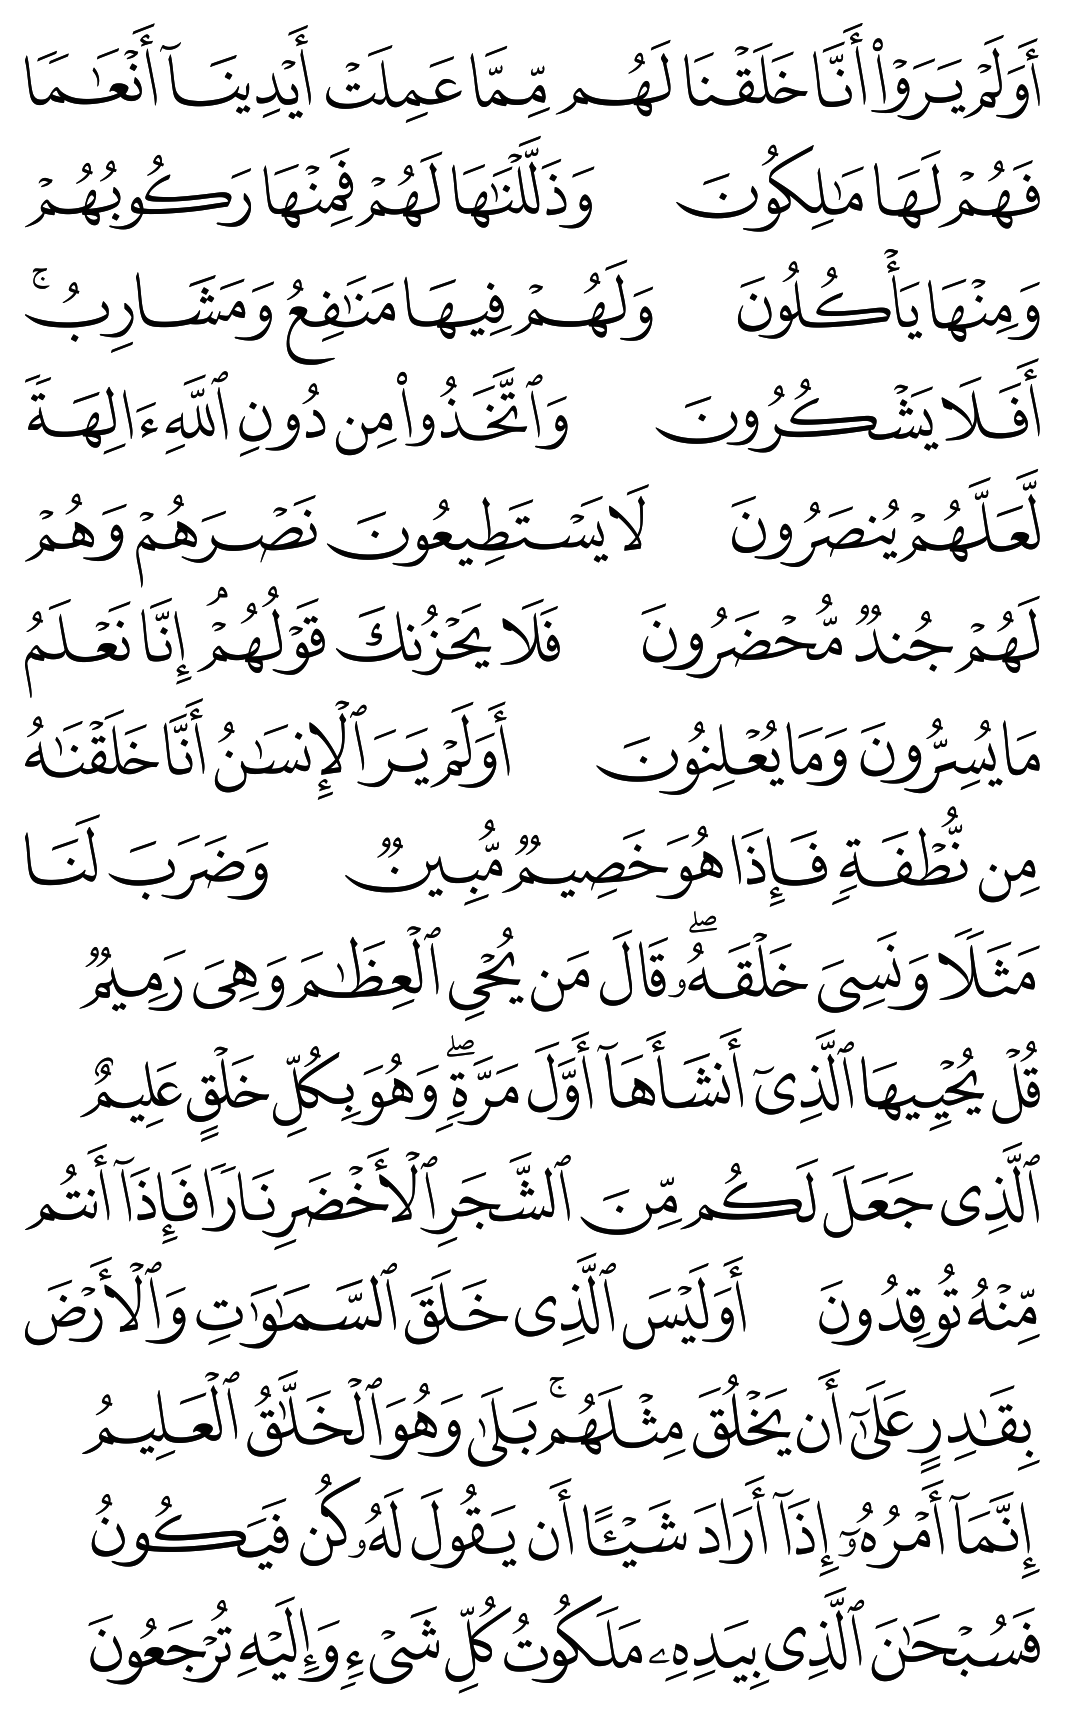 أَوَلَمْ يَرَوْا۟ أَنَّا خَلَقْنَا لَهُم مِّمَّا عَمِلَتْ أَيْدِينَآ أَنْعَـٰمًا
فَهُمْ لَهَا مَـٰلِكُونَ وَذَلَّلْنَـٰهَا لَهُمْ فَمِنْهَا رَكُوبُهُمْ
وَمِنْهَا يَأْكُلُونَ وَلَهُمْ فِيهَا مَنَـٰفِعُ وَمَشَارِبُ ۚ
أَفَلَا يَشْكُرُونَ وَٱتَّخَذُوا۟ مِن دُونِ ٱللَّهِ ءَالِهَةً
لَّعَلَّهُمْ يُنصَرُونَ لَا يَسْتَطِيعُونَ نَصْرَهُمْ وَهُمْ
لَهُمْ جُندٌ مُّحْضَرُونَ فَلَا يَحْزُنكَ قَوْلُهُمْ ۘ إِنَّا نَعْلَمُ
مَا يُسِرُّونَ وَمَا يُعْلِنُونَ أَوَلَمْ يَرَ ٱلْإِنسَـٰنُ أَنَّا خَلَقْنَـٰهُ
مِن نُّطْفَةٍ فَإِذَا هُوَ خَصِيمٌ مُّبِينٌ وَضَرَبَ لَنَا
مَثَلًا وَنَسِىَ خَلْقَهُۥ ۖ قَالَ مَن يُحْىِ ٱلْعِظَـٰمَ وَهِىَ رَمِيمٌ
قُلْ يُحْيِيهَا ٱلَّذِىٓ أَنشَأَهَآ أَوَّلَ مَرَّةٍ ۖ وَهُوَ بِكُلِّ خَلْقٍ عَلِيمٌ
ٱلَّذِى جَعَلَ لَكُم مِّنَ ٱلشَّجَرِ ٱلْأَخْضَرِ نَارًا فَإِذَآ أَنتُم
مِّنْهُ تُوقِدُونَ أَوَلَيْسَ ٱلَّذِى خَلَقَ ٱلسَّمَـٰوَٰتِ وَٱلْأَرْضَ
بِقَـٰدِرٍ عَلَىٰٓ أَن يَخْلُقَ مِثْلَهُم ۚ بَلَىٰ وَهُوَ ٱلْخَلَّـٰقُ ٱلْعَلِيمُ
إِنَّمَآ أَمْرُهُۥٓ إِذَآ أَرَادَ شَيْـًٔا أَن يَقُولَ لَهُۥ كُن فَيَكُونُ
فَسُبْحَـٰنَ ٱلَّذِى بِيَدِهِۦ مَلَكُوتُ كُلِّ شَىْءٍ وَإِلَيْهِ تُرْجَعُونَ